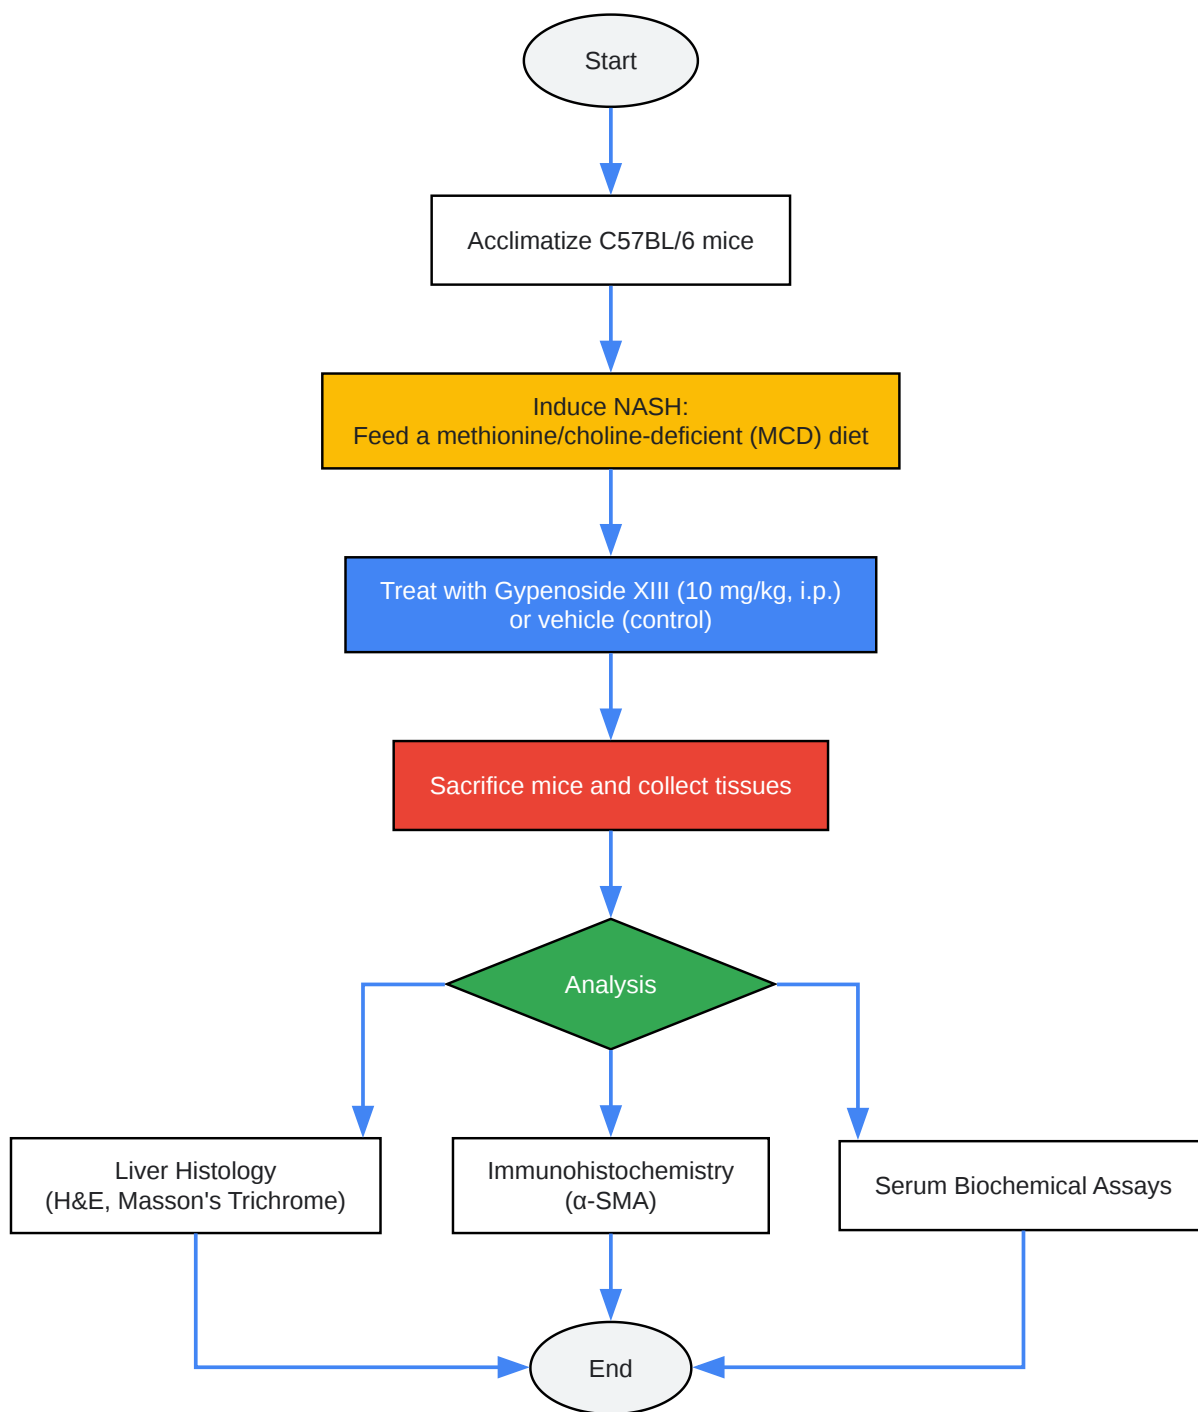 Start
Acclimatize C57BL/6 mice
Induce NASH:
Feed a methionine/choline-deficient (MCD) diet
Treat with Gypenoside XIII (10 mg/kg, i.p.)
or vehicle (control)
Sacrifice mice and collect tissues
Analysis
Liver Histology
(H&E, Masson's Trichrome)
Immunohistochemistry
(α-SMA)
Serum Biochemical Assays
End